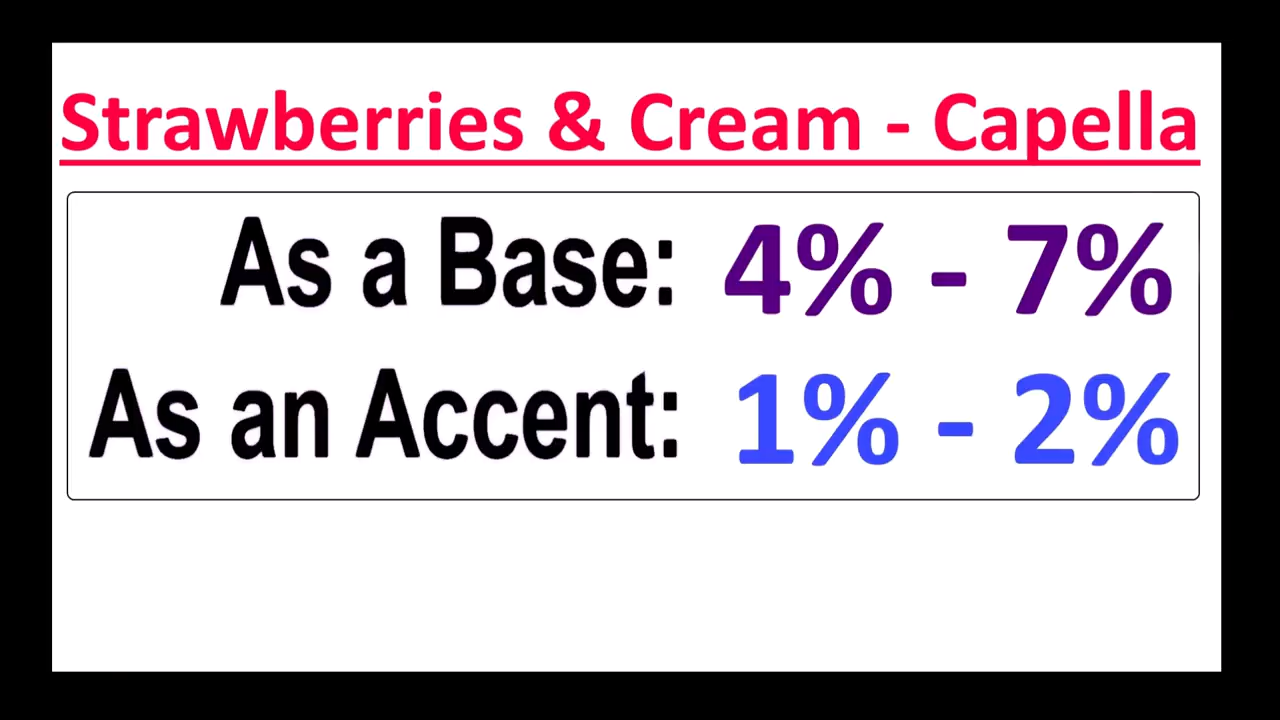 Strawberries & Cream - Capella
As a Base: 4% - 7%
As an Accent: 1% - 2%